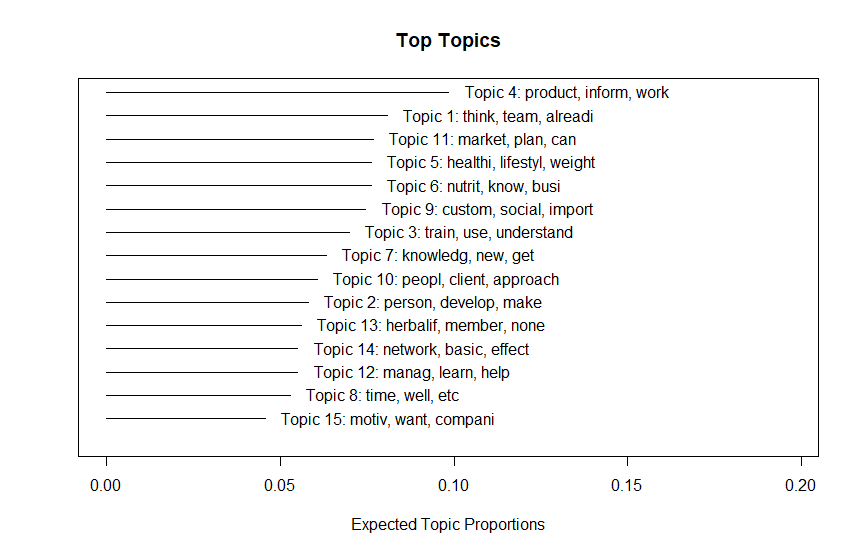 Top Topics
Topic 4: product, inform, work
Topic 1: think, team, alreadi
Topic 11: market, plan, can
Topic 5: healthi, lifestyl, weight
Topic 6: nutrit, know, busi
Topic 9: custom, social, import
Topic 3: train, use, understand
Topic 7: knowledg, new, get
Topic 10: peopl, client, approach
Topic 2: person, develop, make
Topic 13: herbalif, member, none
Topic 14: network, basic, effect
Topic 12: manag, learn, help
Topic 8: time, well, etc
Topic 15: motiv, want, compani
0.00 0.05 0.10 0.15 0.20
Expected Topic Proportions